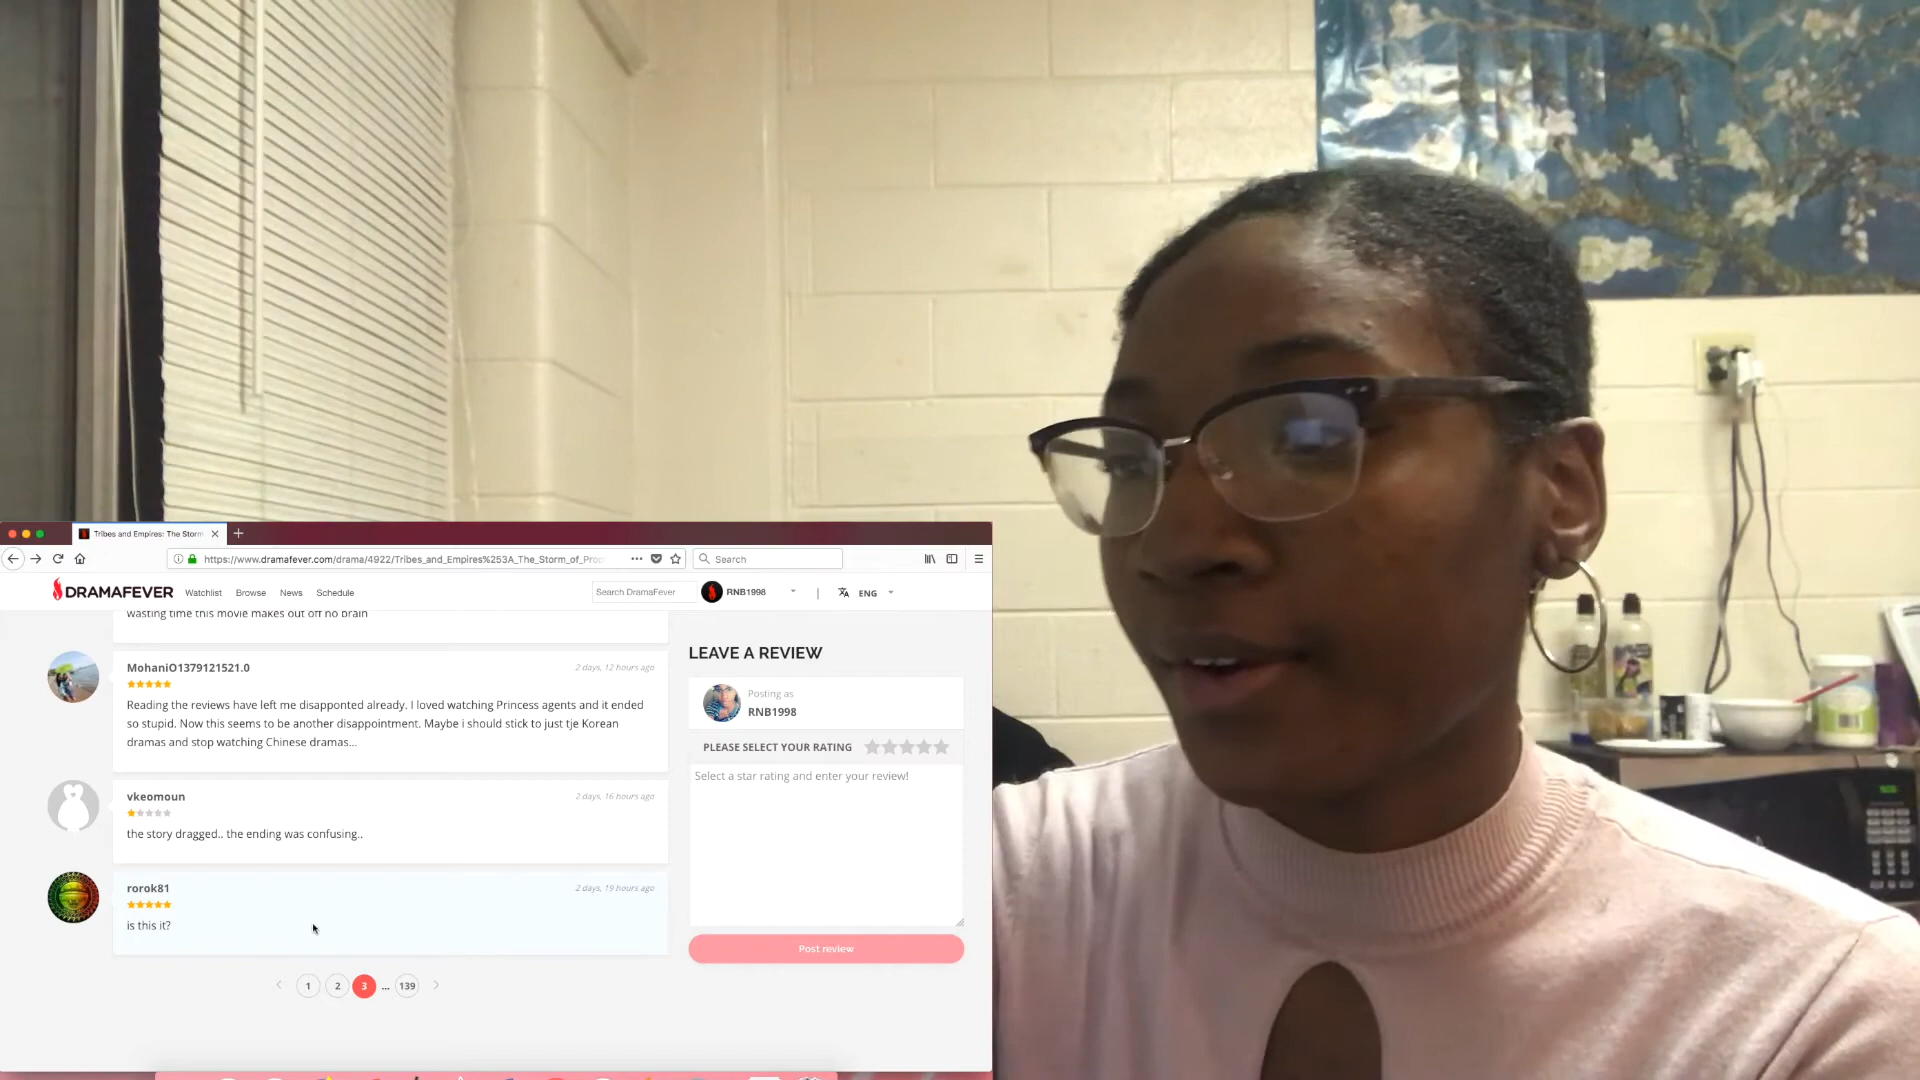 Tribes and Empires: The Storm
https://www.dramafever.com/drama/4922/Tribes_and_Empires%253A_The_Storm_of_Prop
Search
DRAMAFEVER
Watchlist Browse News Schedule
Search DramaFever
RNB1998
ENG
wasting time this movie makes out off no brain
MohaniO1379121521.0
2 days, 12 hours ago
Reading the reviews have left me disapponted already. I loved watching Princess agents and it ended
so stupid. Now this seems to be another disappointment. Maybe i should stick to just tje Korean
dramas and stop watching Chinese dramas...
vkeomoun
2 days, 16 hours ago
the story dragged.. the ending was confusing..
rorok81
2 days, 19 hours ago
is this it?
1 2 3 ... 139
LEAVE A REVIEW
Posting as
RNB1998
PLEASE SELECT YOUR RATING
Select a star rating and enter your review!
Post review